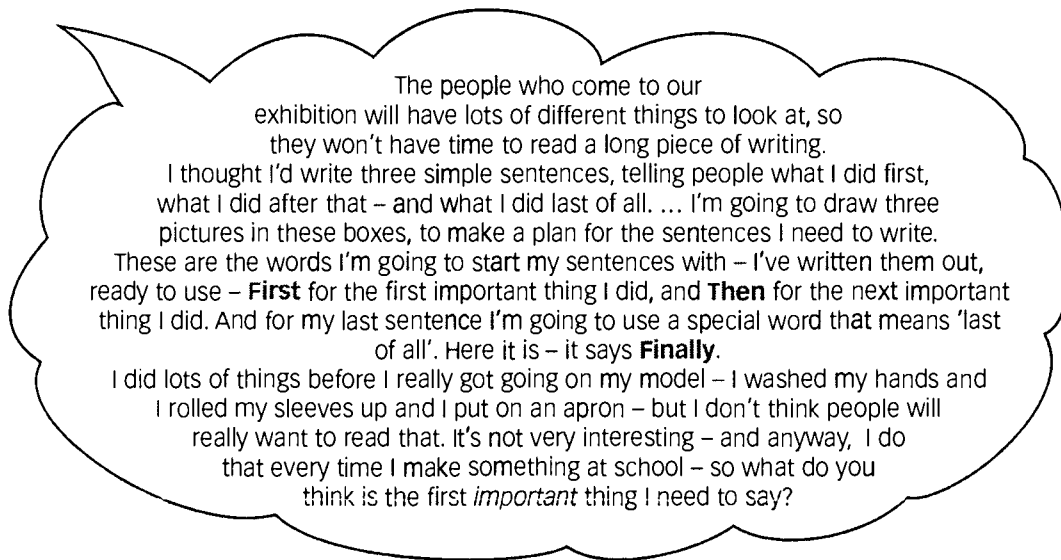 The people who come to our
exhibition will have lots of different things to look at, so
they won't have time to read a long piece of writing.
I thought I'd write three simple sentences, telling people what I did first,
what I did after that – and what I did last of all. ... I'm going to draw three
pictures in these boxes, to make a plan for the sentences I need to write.
These are the words I'm going to start my sentences with – I've written them out,
ready to use – First for the first important thing I did, and Then for the next important
thing I did. And for my last sentence I'm going to use a special word that means 'last
of all'. Here it is – it says Finally.
I did lots of things before I really got going on my model – I washed my hands and
I rolled my sleeves up and I put on an apron – but I don't think people will
really want to read that. It's not very interesting – and anyway, I do
that every time I make something at school – so what do you
think is the first important thing I need to say?